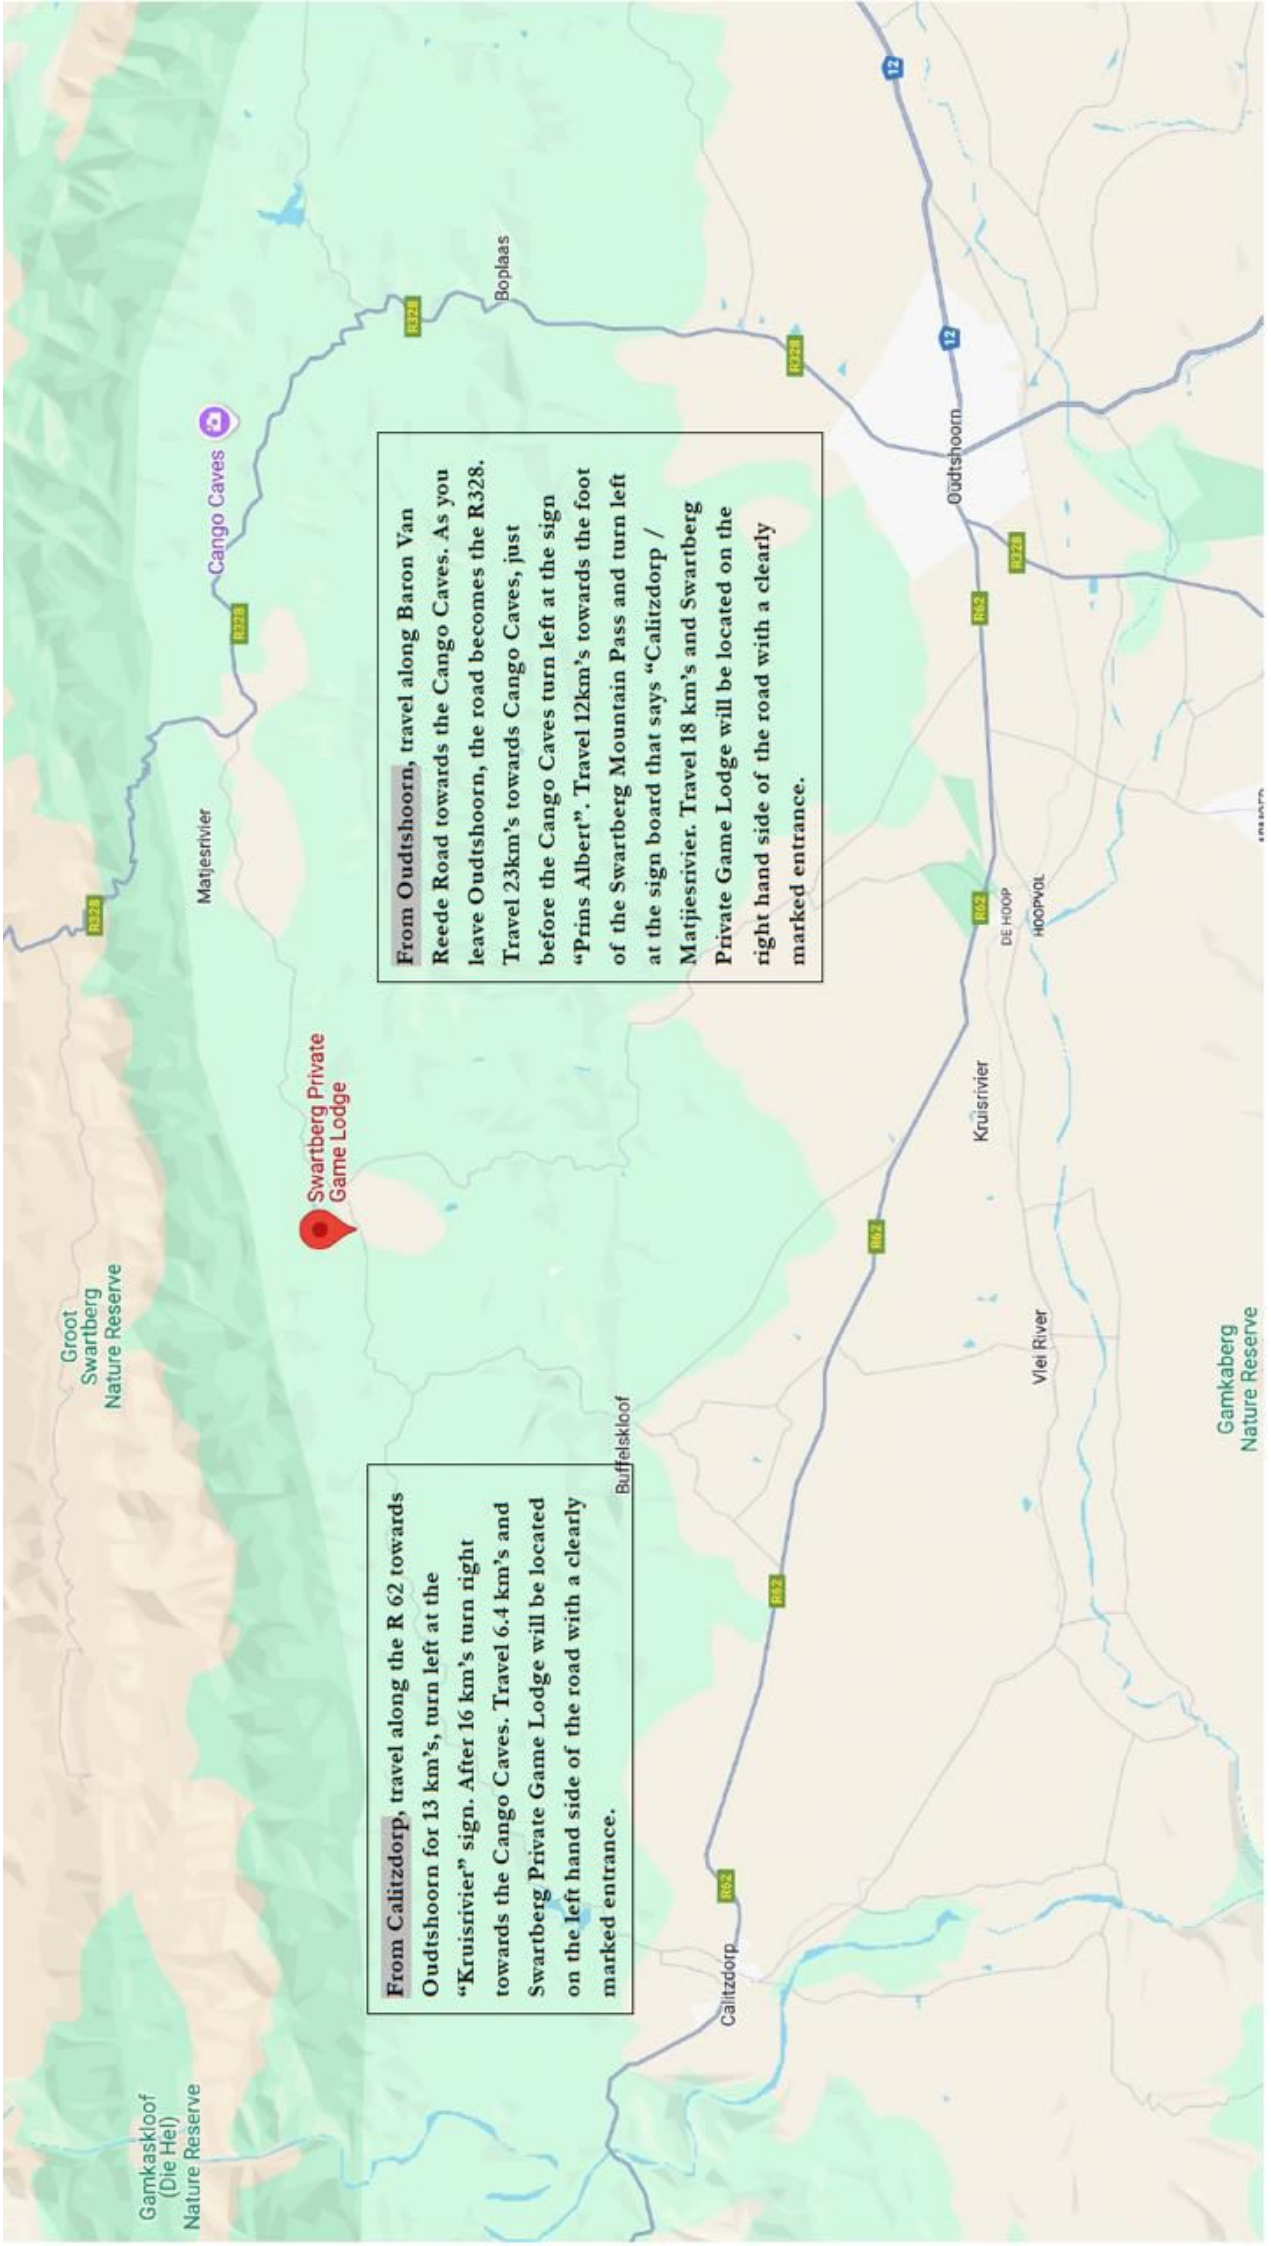 Gamkaskloof
(Die Hel)
Nature Reserve
Groot
Swartberg
Nature Reserve
R328
Matjesrivier
R328
Cango Caves
Swartberg Private
Game Lodge
R328
Boplaas
From Calitzdorp, travel along the R 62 towards
Oudtshoorn for 13 km’s, turn left at the
“Kruisrivier” sign. After 16 km’s turn right
towards the Cango Caves. Travel 6.4 km’s and
Swartberg Private Game Lodge will be located
on the left hand side of the road with a clearly
marked entrance.
From Oudtshoorn, travel along Baron Van
Reede Road towards the Cango Caves. As you
leave Oudtshoorn, the road becomes the R328.
Travel 23km’s towards Cango Caves, just
before the Cango Caves turn left at the sign
“Prins Albert”. Travel 12km’s towards the foot
of the Swartberg Mountain Pass and turn left
at the sign board that says “Calitzdorp /
Matjiesrivier. Travel 18 km’s and Swartberg
Private Game Lodge will be located on the
right hand side of the road with a clearly
marked entrance.
Buffelskloof
Calitzdorp
R62
R62
R62
R328
12
12
Oudtshoorn
R62
R62
R328
Kruisrivier
DE HOOP
HOOPVOL
Vlei River
Gamkaberg
Nature Reserve